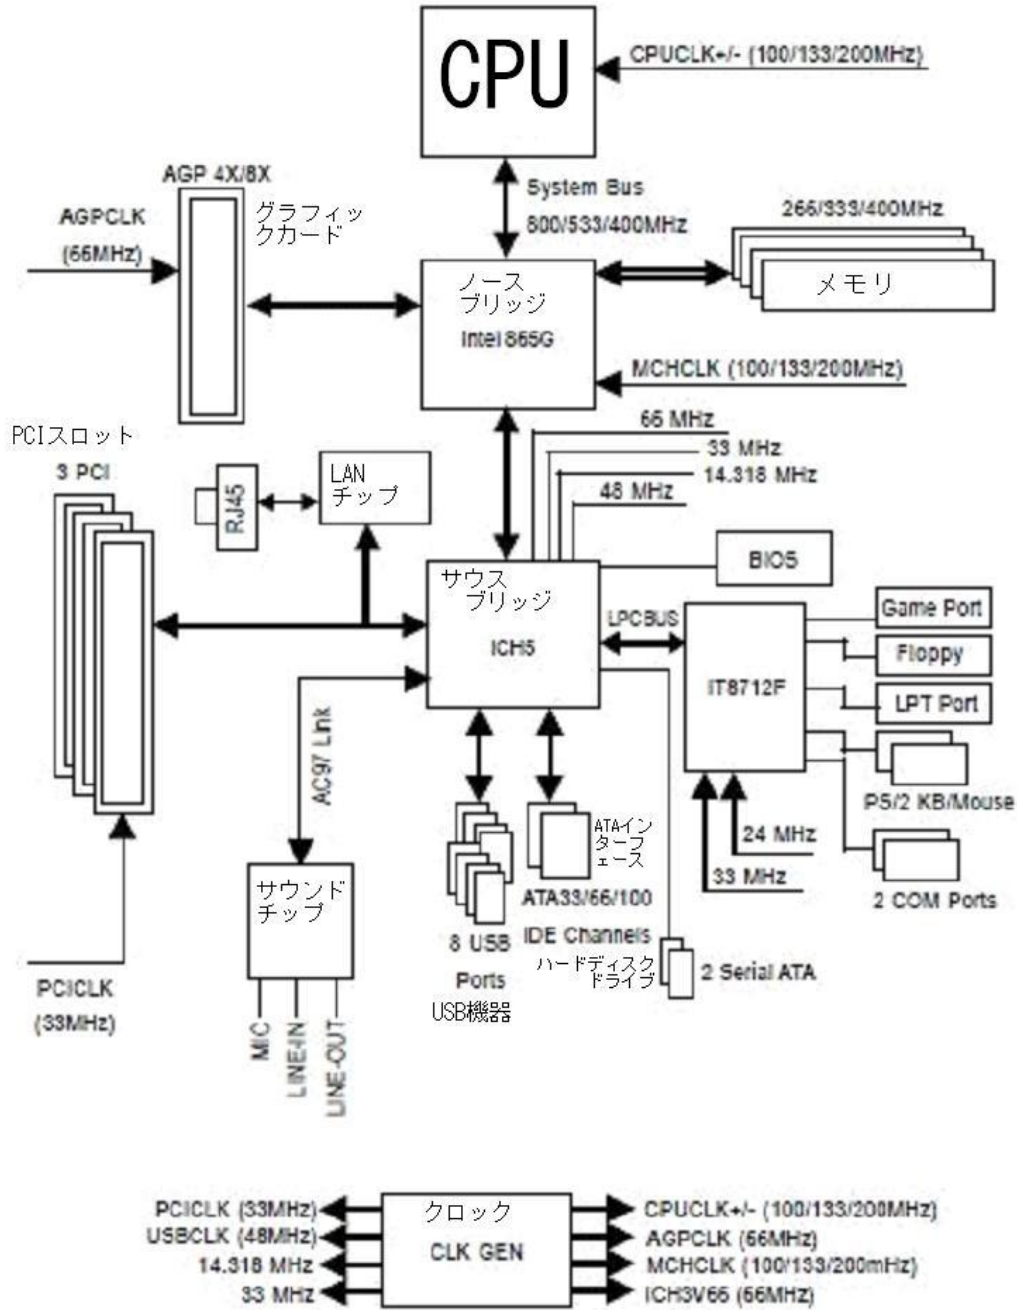 CPU
CPUCLK+/- (100/133/200MHz)
AGP 4X/8X
AGPCLK
(66MHz)
グラフィッ
クカード
System Bus
800/533/400MHz
266/333/400MHz
メモリ
ノース
ブリッジ
Intel 865G
MCHCLK (100/133/200MHz)
66 MHz
33 MHz
14.318 MHz
48 MHz
PCIスロット
3 PCI
RJ45
LAN
チップ
サウス
ブリッジ
ICH5
BIOS
LPC BUS
IT8712F
Game Port
Floppy
LPT Port
PS/2 KB/Mouse
2 COM Ports
24 MHz
33 MHz
AC97 Link
サウンド
チップ
MIC
LINE-IN
LINE-OUT
PCICLK
(33MHz)
8 USB
Ports
USB機器
ATAイン
ターフ
ェース
ATA33/66/100
IDE Channels
ハードディスク
ドライブ
2 Serial ATA
クロック
CLK GEN
PCICLK (33MHz)
USBCLK (48MHz)
14.318 MHz
33 MHz
CPUCLK+/- (100/133/200MHz)
AGPCLK (66MHz)
MCHCLK (100/133/200mHz)
ICH3V66 (66MHz)